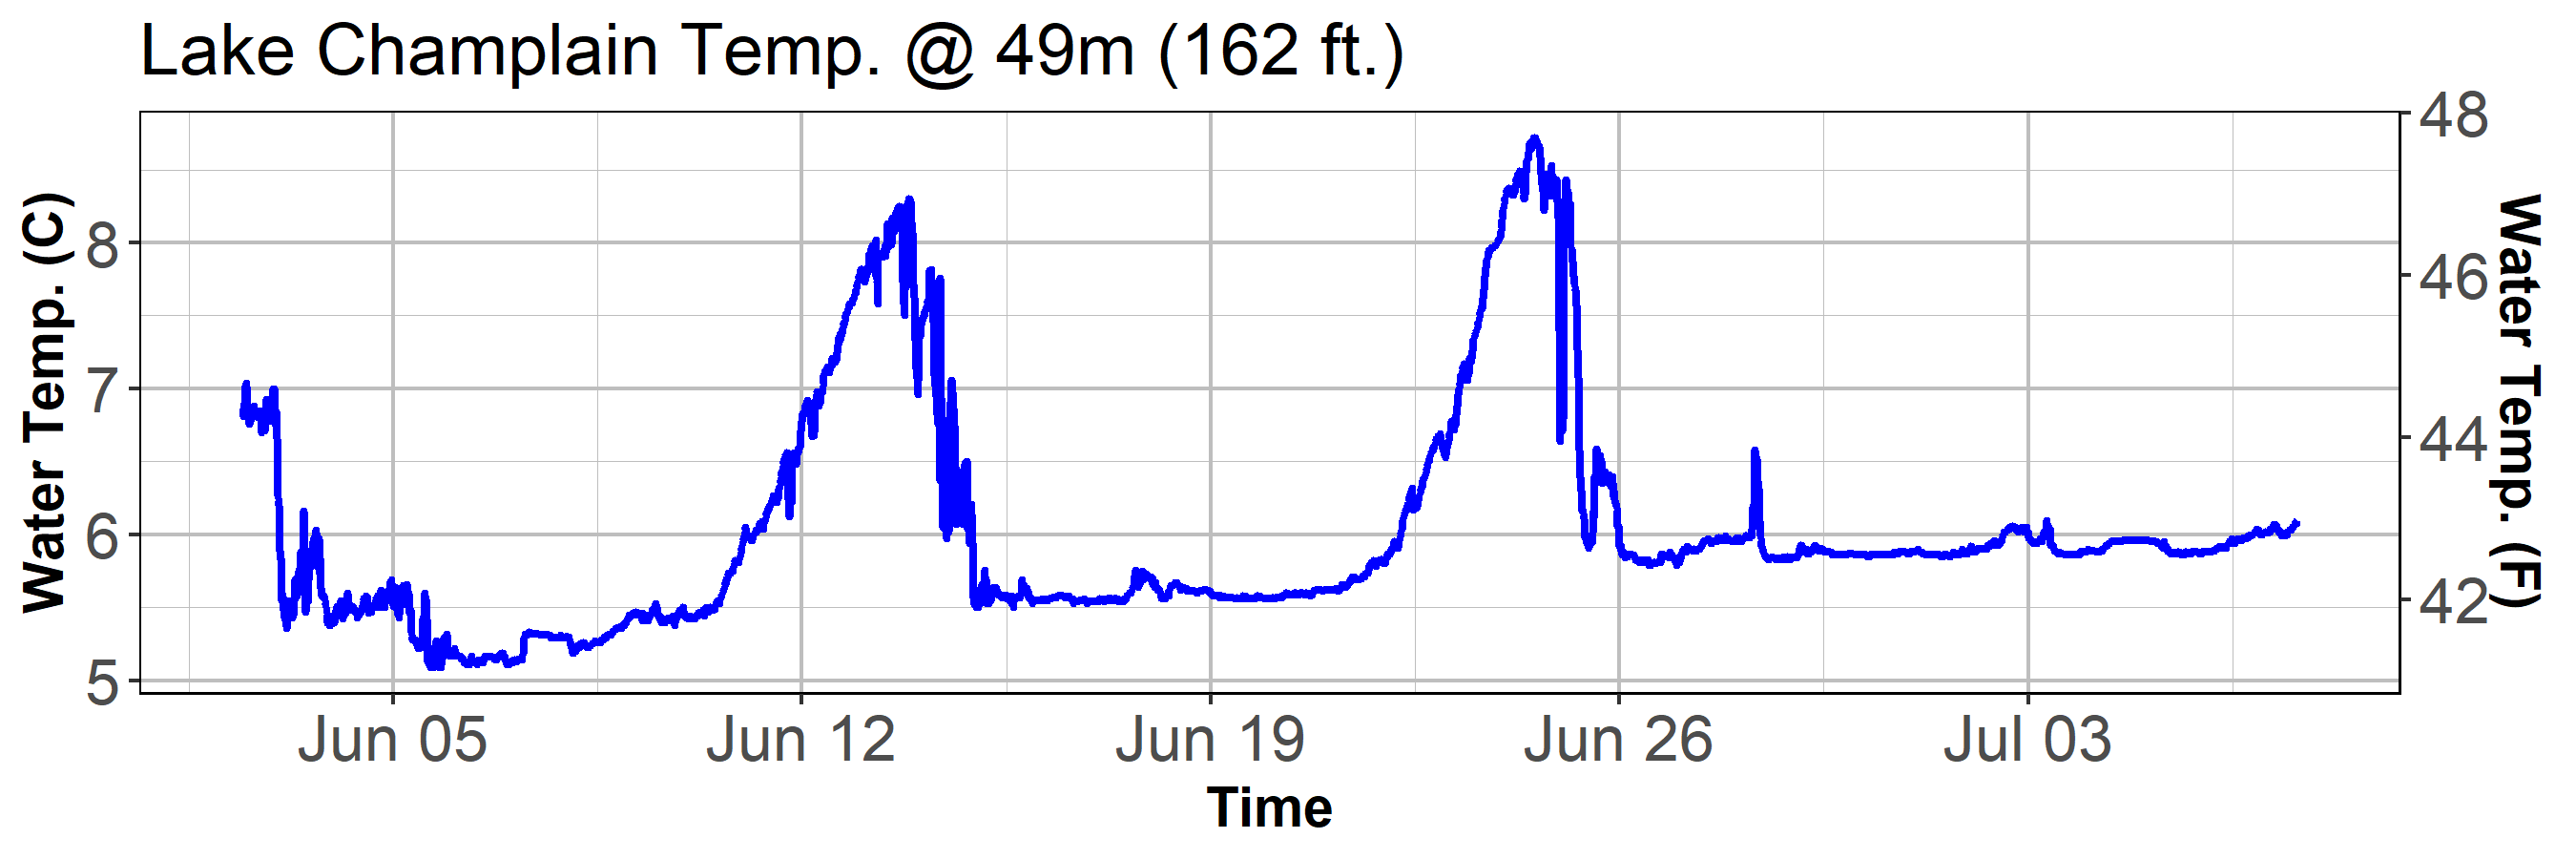 Lake Champlain Temp. @ 49m (162 ft.)
Water Temp. (C)
8
7
6
5
48
46
44
42
Water Temp. (F)
Jun 05 Jun 12 Jun 19 Jun 26 Jul 03
Time